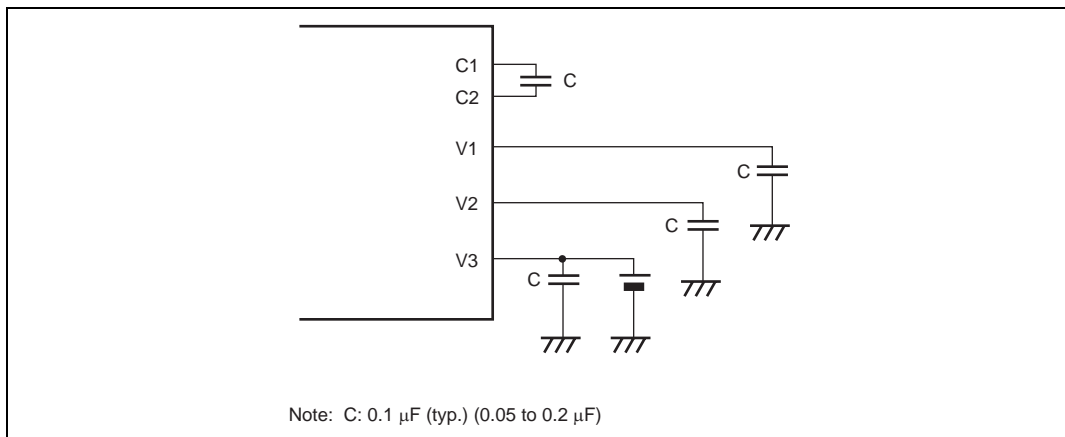 C1
C
C2
V1
C
V2
C
V3
C
Note: C: 0.1 μF (typ.) (0.05 to 0.2 μF)